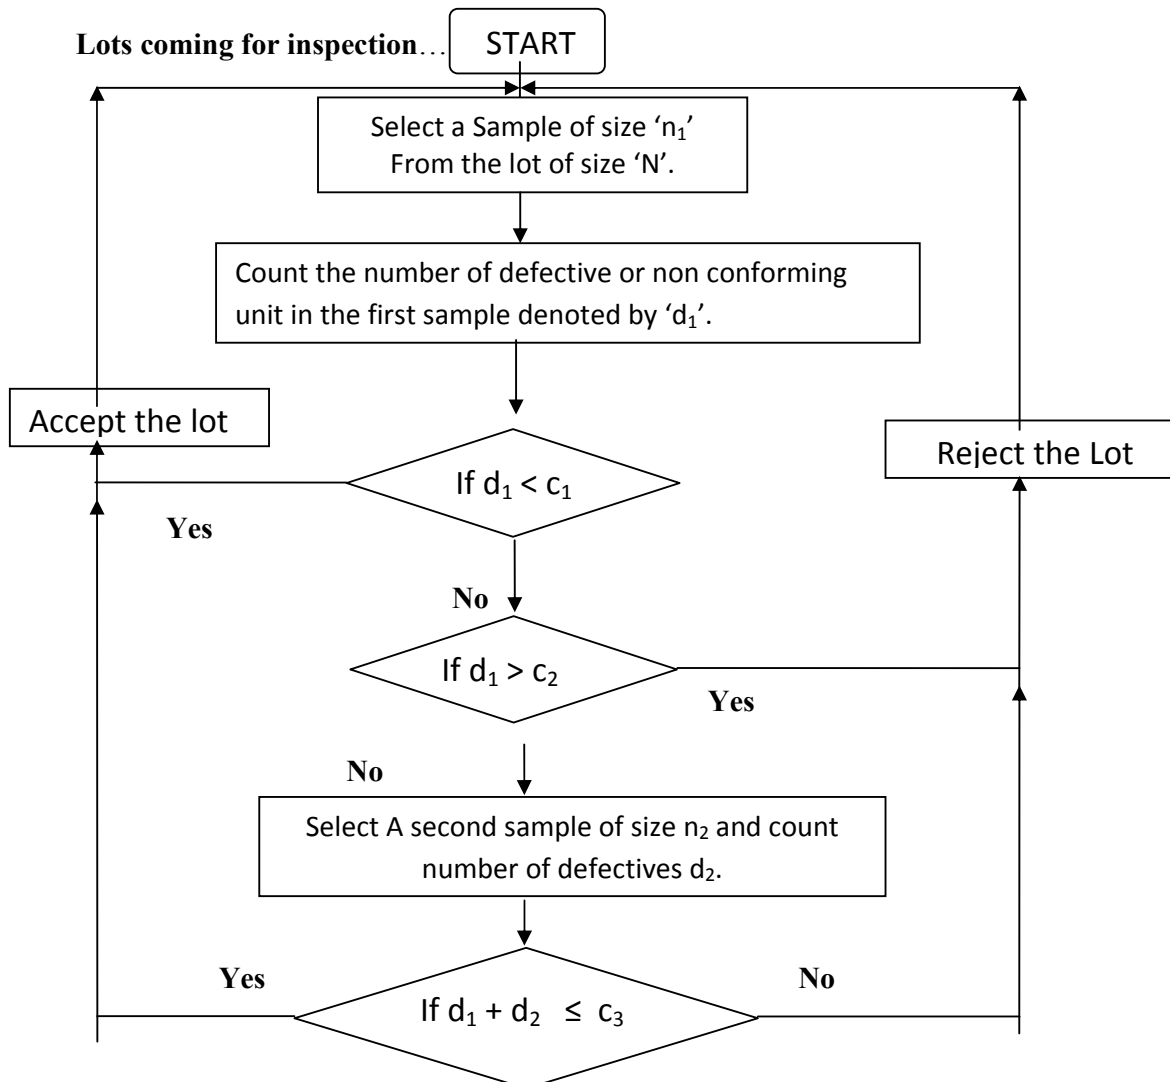 Lots coming for inspection…
START
Select a Sample of size ‘n₁’
From the lot of size ‘N’.
Count the number of defective or non conforming
unit in the first sample denoted by ‘d₁’.
Accept the lot
Reject the Lot
If d₁ < c₁
Yes
No
If d₁ > c₂
Yes
No
Select A second sample of size n₂ and count
number of defectives d₂.
Yes
No
If d₁ + d₂ ≤ c₃